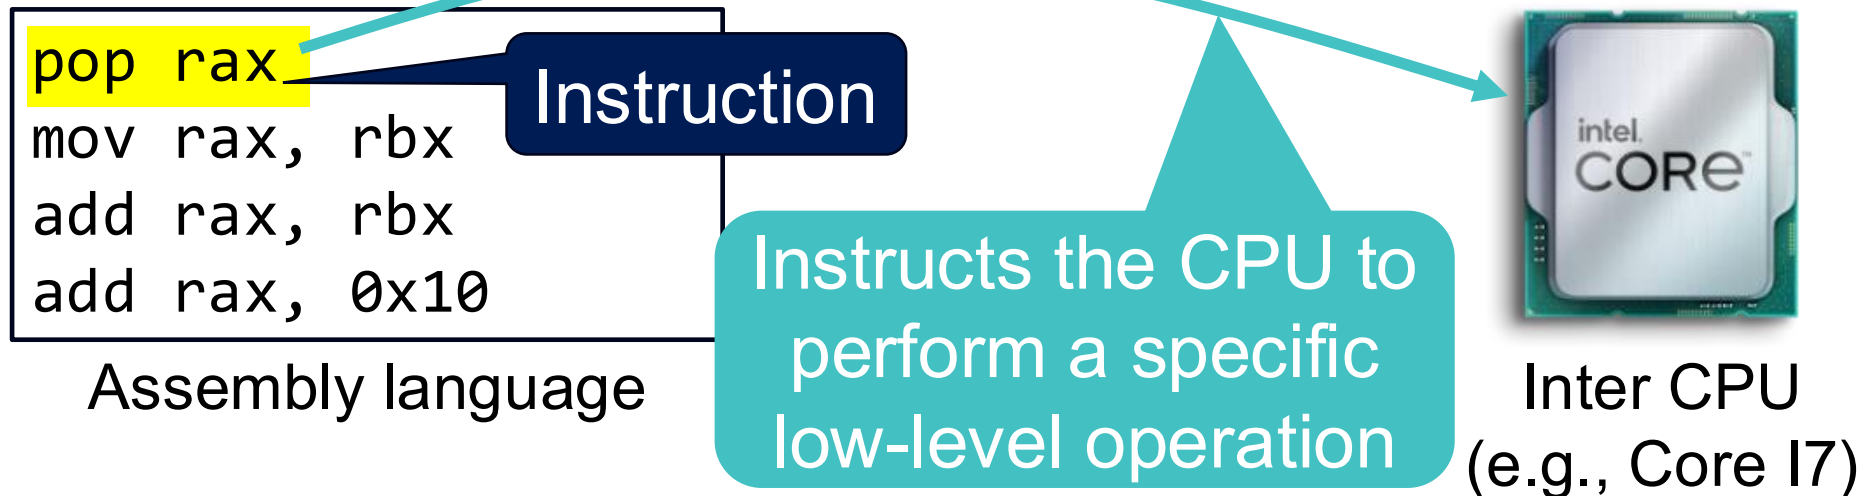 pop rax
mov rax, rbx
add rax, rbx
add rax, 0x10
Instruction
Assembly language
Instructs the CPU to
perform a specific
low-level operation
intel.
CORE™
Inter CPU
(e.g., Core I7)